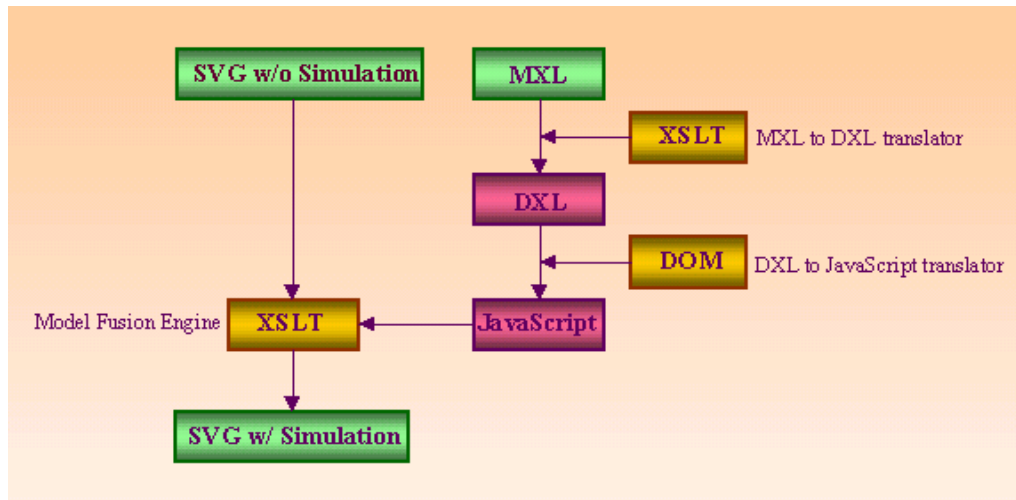 SVG w/o Simulation
MXL
XSLT
MXL to DXL translator
DXL
DOM
DXL to JavaScript translator
Model Fusion Engine
XSLT
JavaScript
SVG w/ Simulation